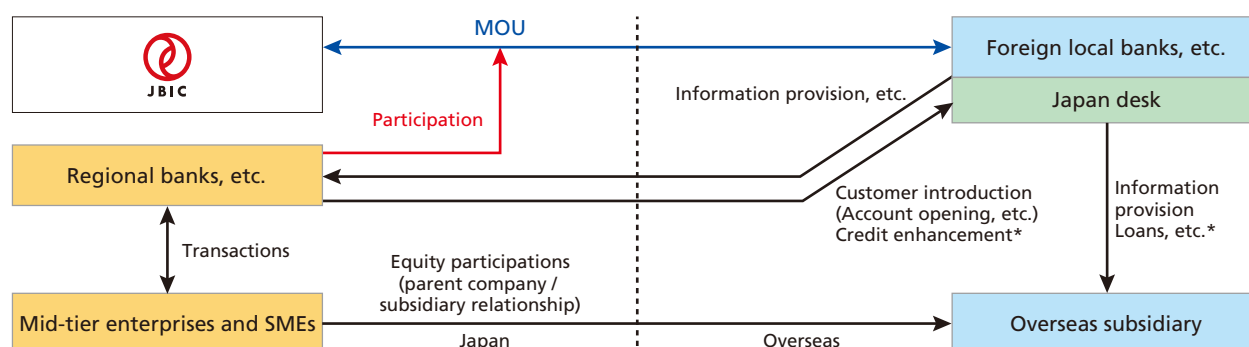 MOU
JBIC
Foreign local banks, etc.
Japan desk
Information provision, etc.
Participation
Regional banks, etc.
Customer introduction
(Account opening, etc.)
Credit enhancement*
Information
provision
Loans, etc.*
Transactions
Equity participations
(parent company /
subsidiary relationship)
Mid-tier enterprises and SMEs
Overseas subsidiary
Japan
Overseas